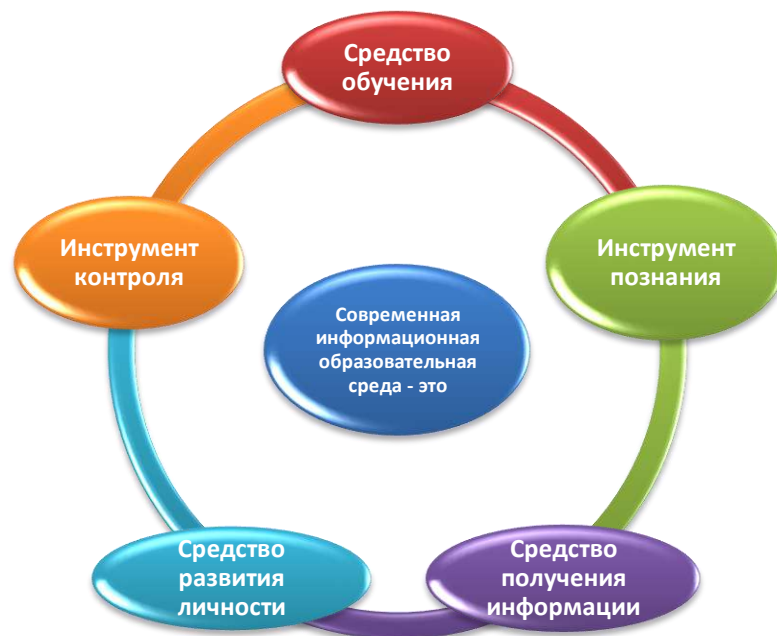 Средство
обучения
Инструмент
контроля
Инструмент
познания
Современная
информационная
образовательная
среда - это
Средство
развития
личности
Средство
получения
информации